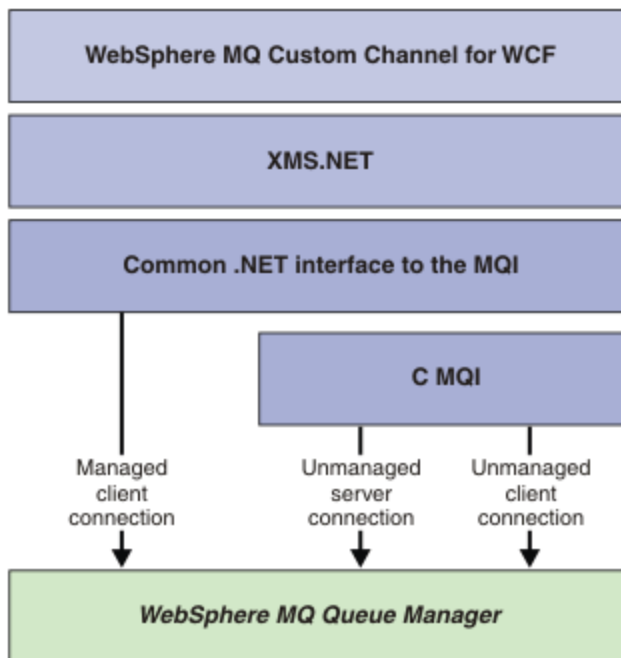 WebSphere MQ Custom Channel for WCF
XMS.NET
Common .NET interface to the MQI
C MQI
Managed
client
connection
Unmanaged
server
connection
Unmanaged
client
connection
WebSphere MQ Queue Manager